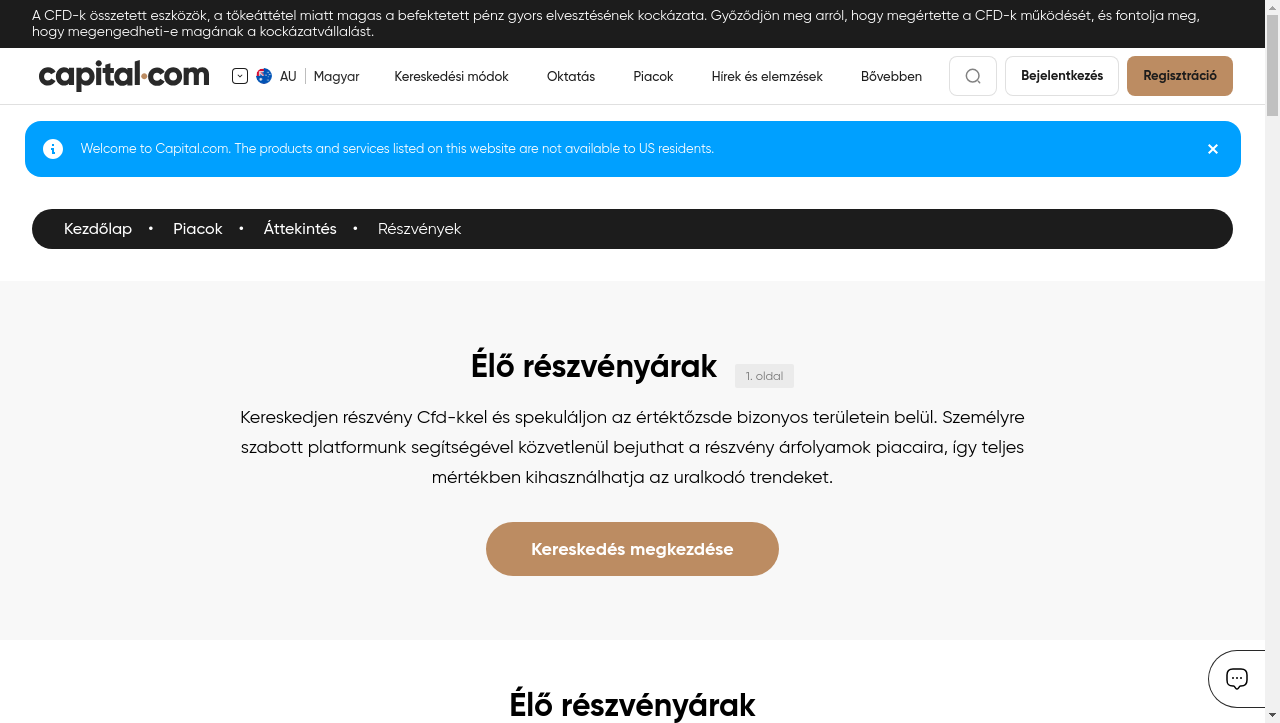 A CFD-k összetett eszközök, a tőkeáttétel miatt magas a befektetett pénz gyors elvesztésének kockázata. Győződjön meg arról, hogy megértette a CFD-k működését, és fontolja meg,
hogy megengedheti-e magának a kockázatvállalást.
capital.com AU Magyar Kereskedési módok Oktatás Piacok Hírek és elemzések Bővebben Bejelentkezés Regisztráció
Welcome to Capital.com. The products and services listed on this website are not available to US residents.
Kezdőlap • Piacok • Áttekintés • Részvények
Élő részvényárak 1. oldal
Kereskedjen részvény Cfd-kkel és spekuláljon az értéktőzsde bizonyos területein belül. Személyre
szabott platformunk segítségével közvetlenül bejuthat a részvény árfolyamok piacaira, így teljes
mértékben kihasználhatja az uralkodó trendeket.
Kereskedés megkezdése
Élő részvényárak